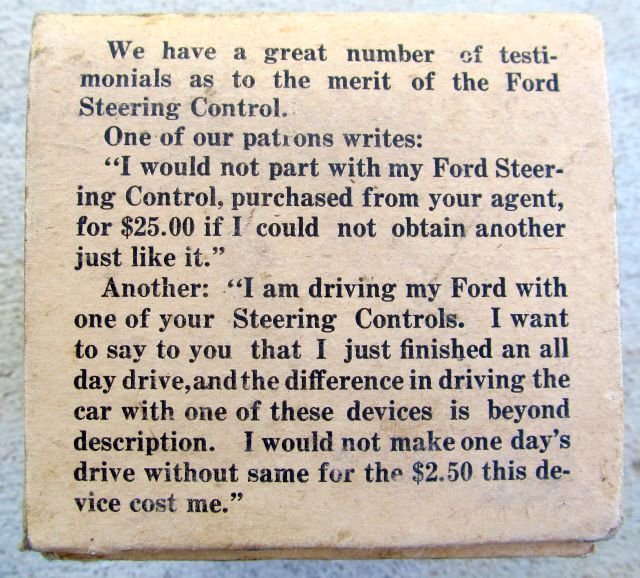 We have a great number of testi-
monials as to the merit of the Ford
Steering Control.
One of our patrons writes:
“I would not part with my Ford Steer-
ing Control, purchased from your agent,
for $25.00 if I could not obtain another
just like it.”
Another: “I am driving my Ford with
one of your Steering Controls. I want
to say to you that I just finished an all
day drive,and the difference in driving the
car with one of these devices is beyond
description. I would not make one day’s
drive without same for the $2.50 this de-
vice cost me.”